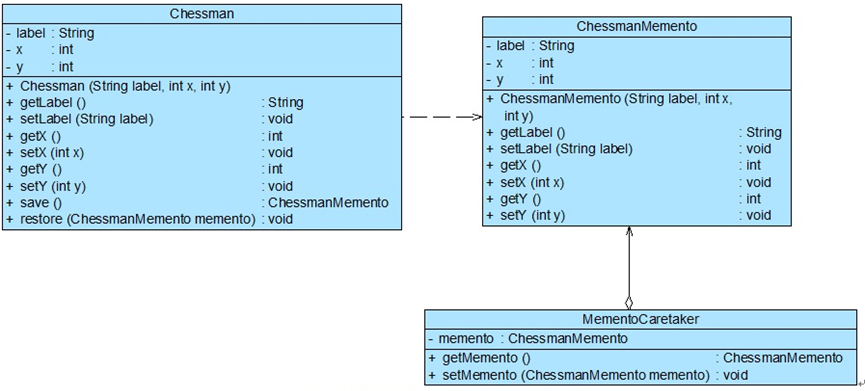 Chessman
- label : String
- x : int
- y : int
+ Chessman (String label, int x, int y)
+ getLabel () : String
+ setLabel (String label) : void
+ getX () : int
+ setX (int x) : void
+ getY () : int
+ setY (int y) : void
+ save () : ChessmanMemento
+ restore (ChessmanMemento memento) : void
ChessmanMemento
- label : String
- x : int
- y : int
+ ChessmanMemento (String label, int x,
int y)
+ getLabel () : String
+ setLabel (String label) : void
+ getX () : int
+ setX (int x) : void
+ getY () : int
+ setY (int y) : void
MementoCaretaker
- memento : ChessmanMemento
+ getMemento () : ChessmanMemento
+ setMemento (ChessmanMemento memento) : void